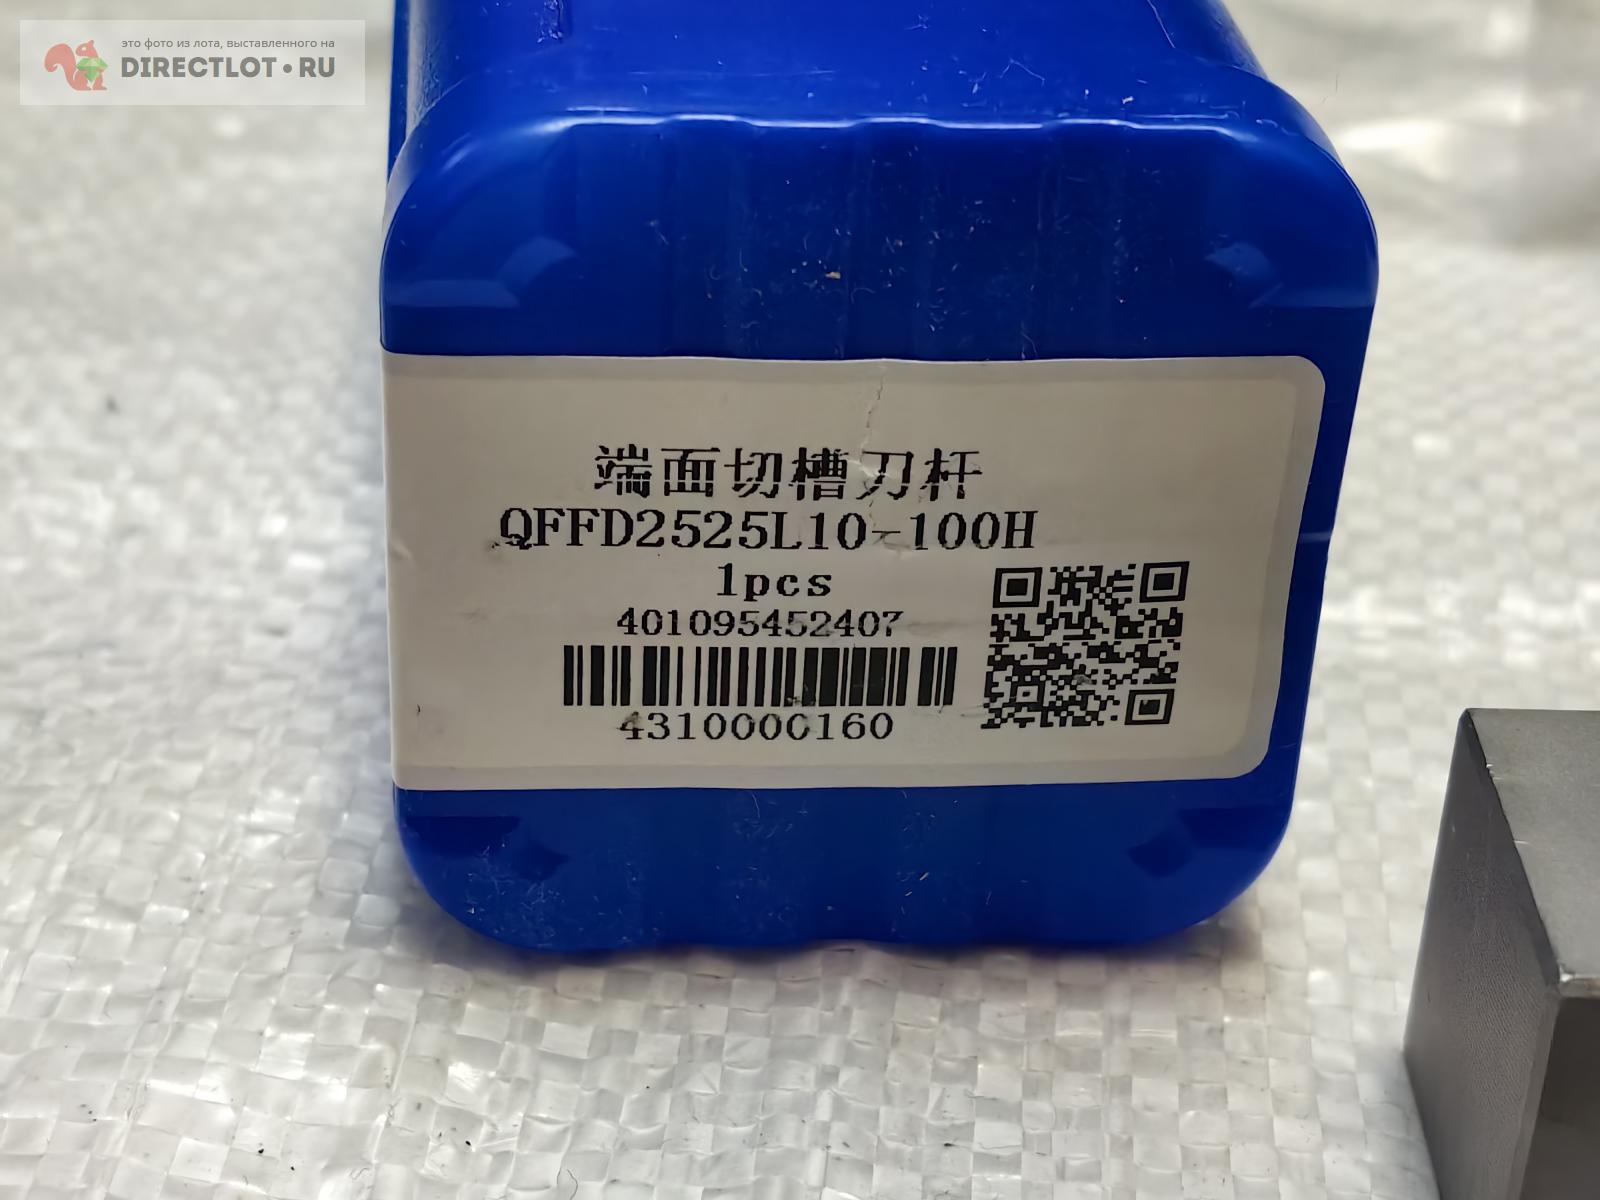 это фото из лота, выставленного на
DIRECTLOT•RU
端面切槽刀杆
QFFD2525L10-100H
1pcs
401095452407
4310000160